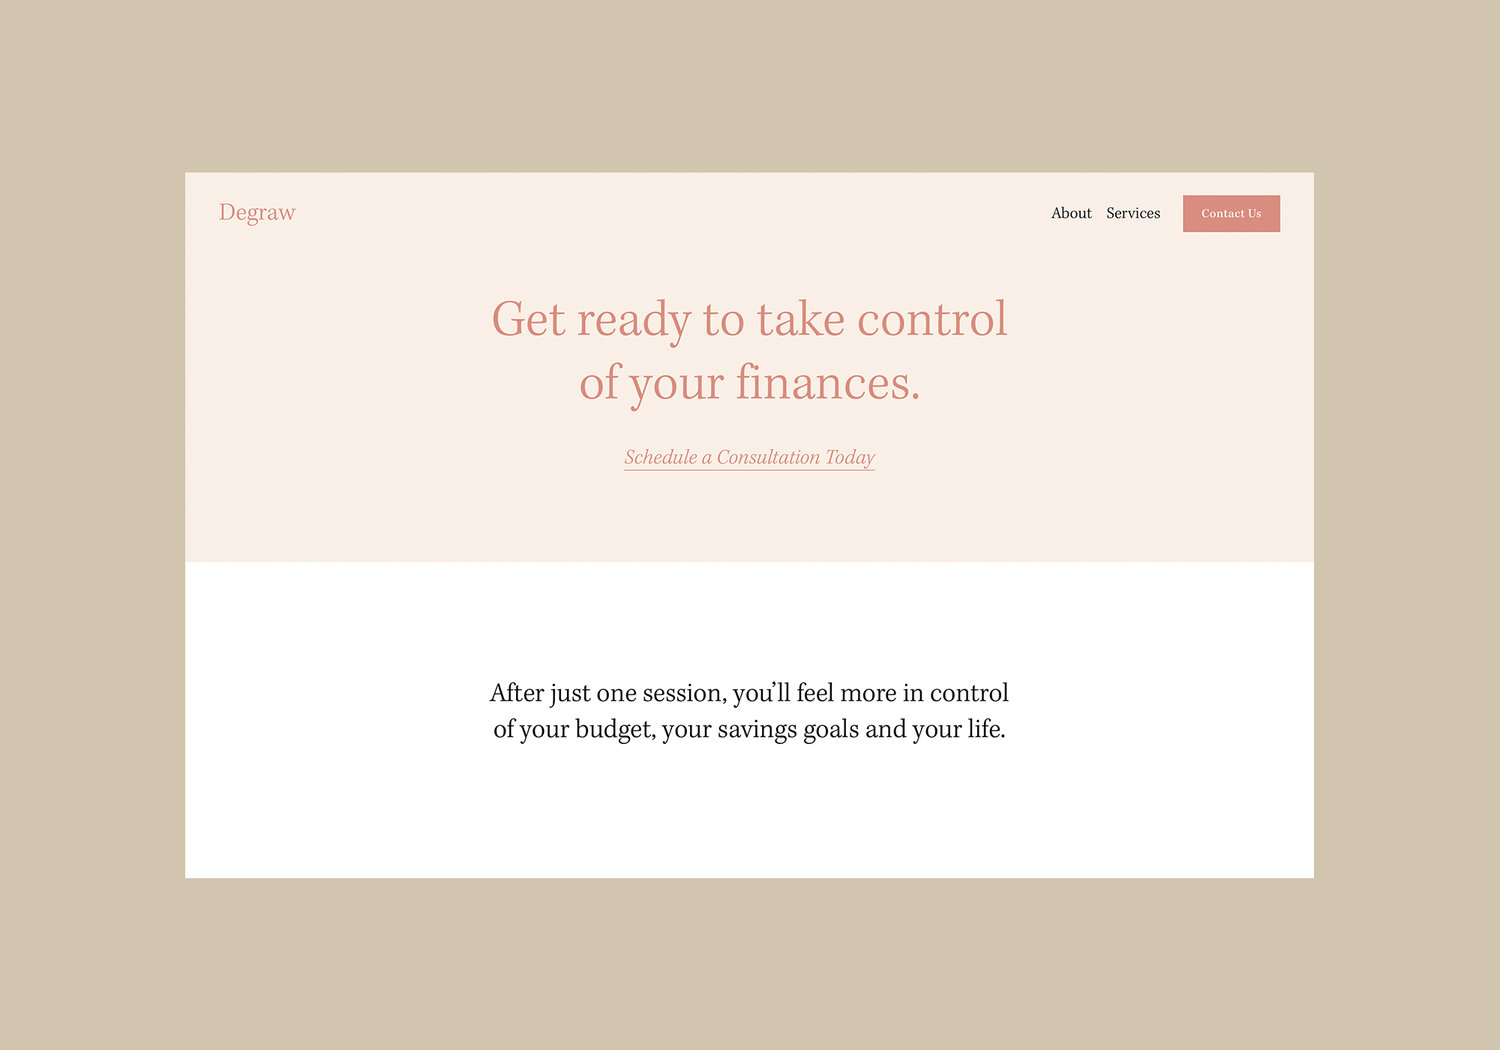 Degraw
About Services Contact Us
Get ready to take control
of your finances.
Schedule a Consultation Today
After just one session, you’ll feel more in control
of your budget, your savings goals and your life.